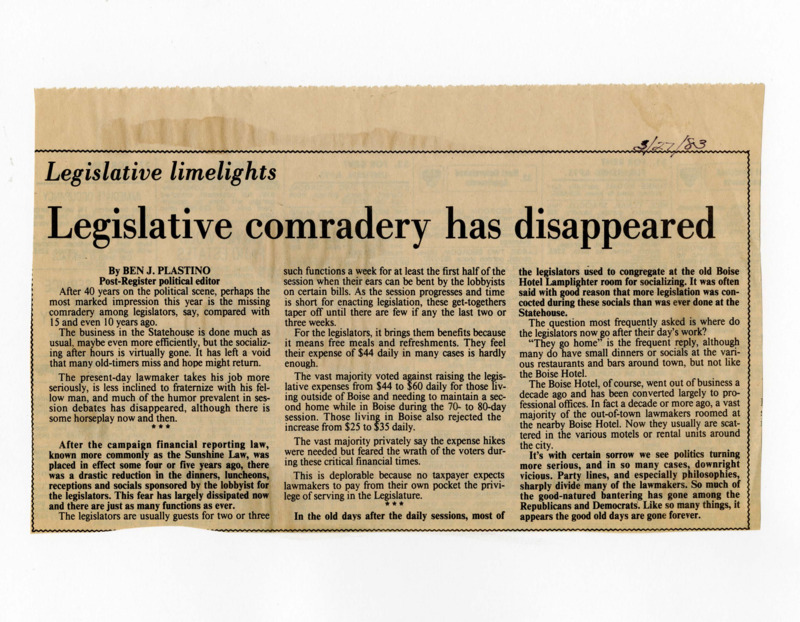 3/27/83
Legislative limelights
Legislative comradery has disappeared
By BEN J. PLASTINO
Post-Register political editor
After 40 years on the political scene, perhaps the
most marked impression this year is the missing
comradery among legislators, say, compared with
15 and even 10 years ago.
The business in the Statehouse is done much as
usual, maybe even more efficiently, but the socializ-
ing after hours is virtually gone. It has left a void
that many old-timers miss and hope might return.
The present-day lawmaker takes his job more
seriously, is less inclined to fraternize with his fel-
low man, and much of the humor prevalent in ses-
sion debates has disappeared, although there is
some horseplay now and then.
***
After the campaign financial reporting law,
known more commonly as the Sunshine Law, was
placed in effect some four or five years ago, there
was a drastic reduction in the dinners, luncheons,
receptions and socials sponsored by the lobbyist for
the legislators. This fear has largely dissipated now
and there are just as many functions as ever.
The legislators are usually guests for two or three
such functions a week for at least the first half of the
session when their ears can be bent by the lobbyists
on certain bills. As the session progresses and time
is short for enacting legislation, these get-togethers
taper off until there are few if any the last two or
three weeks.
For the legislators, it brings them benefits because
it means free meals and refreshments. They feel
their expense of $44 daily in many cases is hardly
enough.
The vast majority voted against raising the legis-
lative expenses from $44 to $60 daily for those liv-
ing outside of Boise and needing to maintain a sec-
ond home while in Boise during the 70- to 80-day
session. Those living in Boise also rejected the
increase from $25 to $35 daily.
The vast majority privately say the expense hikes
were needed but feared the wrath of the voters dur-
ing these critical financial times.
This is deplorable because no taxpayer expects
lawmakers to pay from their own pocket the privi-
lege of serving in the Legislature.
***
In the old days after the daily sessions, most of
the legislators used to congregate at the old Boise
Hotel Lamplighter room for socializing. It was often
said with good reason that more legislation was con-
cocted during these socials than was ever done at the
Statehouse.
The question most frequently asked is where do
the legislators now go after their day's work?
"They go home" is the frequent reply, although
many do have small dinners or socials at the vari-
ous restaurants and bars around town, but not like
the Boise Hotel.
The Boise Hotel, of course, went out of business a
decade ago and has been converted largely to pro-
fessional offices. In fact a decade or more ago, a vast
majority of the out-of-town lawmakers roomed at
the nearby Boise Hotel. Now they usually are scat-
tered in the various motels or rental units around
the city.
It's with certain sorrow we see politics turning
more serious, and in so many cases, downright
vicious. Party lines, and especially philosophies,
sharply divide many of the lawmakers. So much of
the good-natured bantering has gone among the
Republicans and Democrats. Like so many things, it
appears the good old days are gone forever.